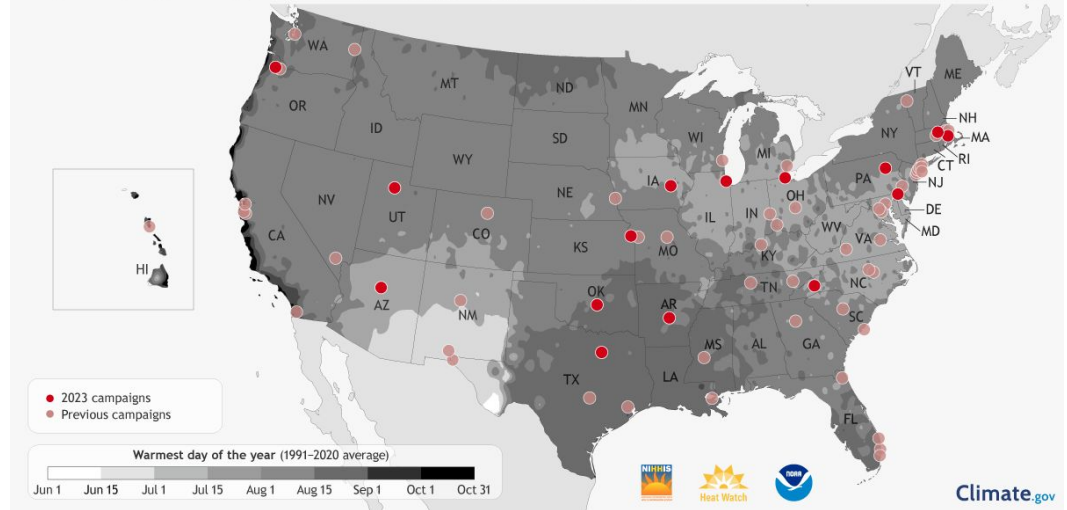 VT
ME
WA
MT
ND
MN
NH
OR
WI
MI
NY
MA
ID
SD
RI
WY
CT
IA
PA
NJ
NE
OH
NV
IL
IN
DE
UT
WV
MD
CO
CA
KS
MO
VA
KY
HI
OK
TN
NC
AZ
AR
NM
SC
MS
AL
GA
TX
LA
2023 campaigns
Previous campaigns
FL
Warmest day of the year (1991–2020 average)
Jun 1 Jun 15 Jul 1 Jul 15 Aug 1 Aug 15 Sep 1 Oct 1 Oct 31
NIHHIS
Heat Watch
NOAA
Climate.gov